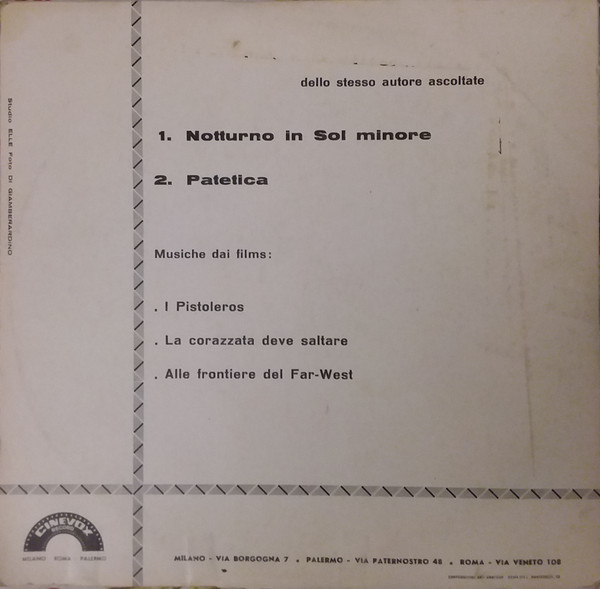 dello stesso autore ascoltate
1. Notturno in Sol minore
2. Patetica
Musiche dai films:
. I Pistoleros
. La corazzata deve saltare
. Alle frontiere del Far-West
Studio ELLE Foto DI GIAMBERARDINO
CINEVOX
RECORD
MILANO ROMA PALERMO
MILANO - VIA BORGOGNA 7 • PALERMO - VIA PATERNOSTRO 48 • ROMA - VIA VENETO 108